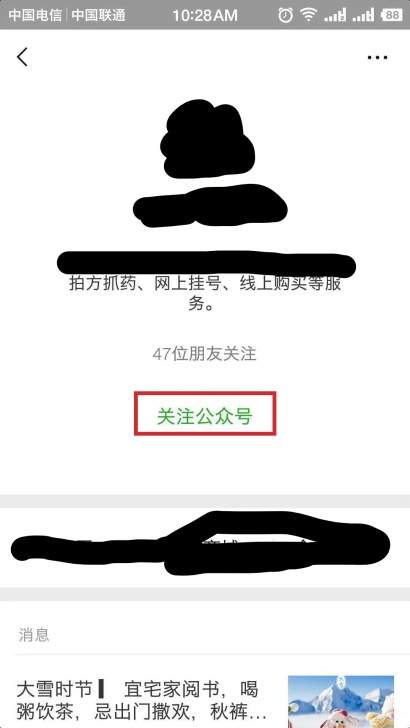 中国电信 中国联通 10:28AM 88
拍方抓药、网上挂号、线上购买等服
务。
47位朋友关注
关注公众号
消息
大雪时节 ▍ 宜宅家阅书，喝
粥饮茶，忌出门撒欢，秋裤...